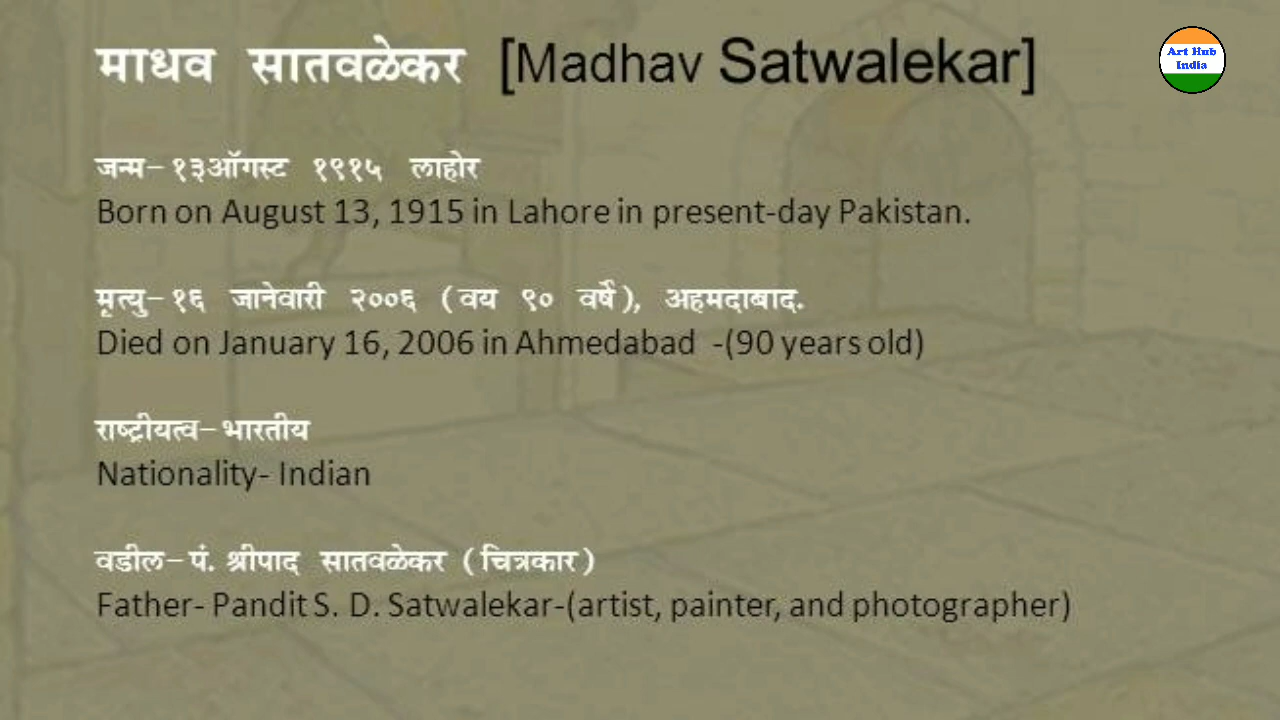 माधव सातवळेकर [Madhav Satwalekar]
Art Hub
India
जन्म-१३ऑगस्ट १९१५ लाहोर
Born on August 13, 1915 in Lahore in present-day Pakistan.
मृत्यु-१६ जानेवारी २००६ (वय ९० वर्षे), अहमदाबाद.
Died on January 16, 2006 in Ahmedabad -(90 years old)
राष्ट्रीयत्व-भारतीय
Nationality- Indian
वडील-पं. श्रीपाद सातवळेकर (चित्रकार)
Father- Pandit S. D. Satwalekar-(artist, painter, and photographer)